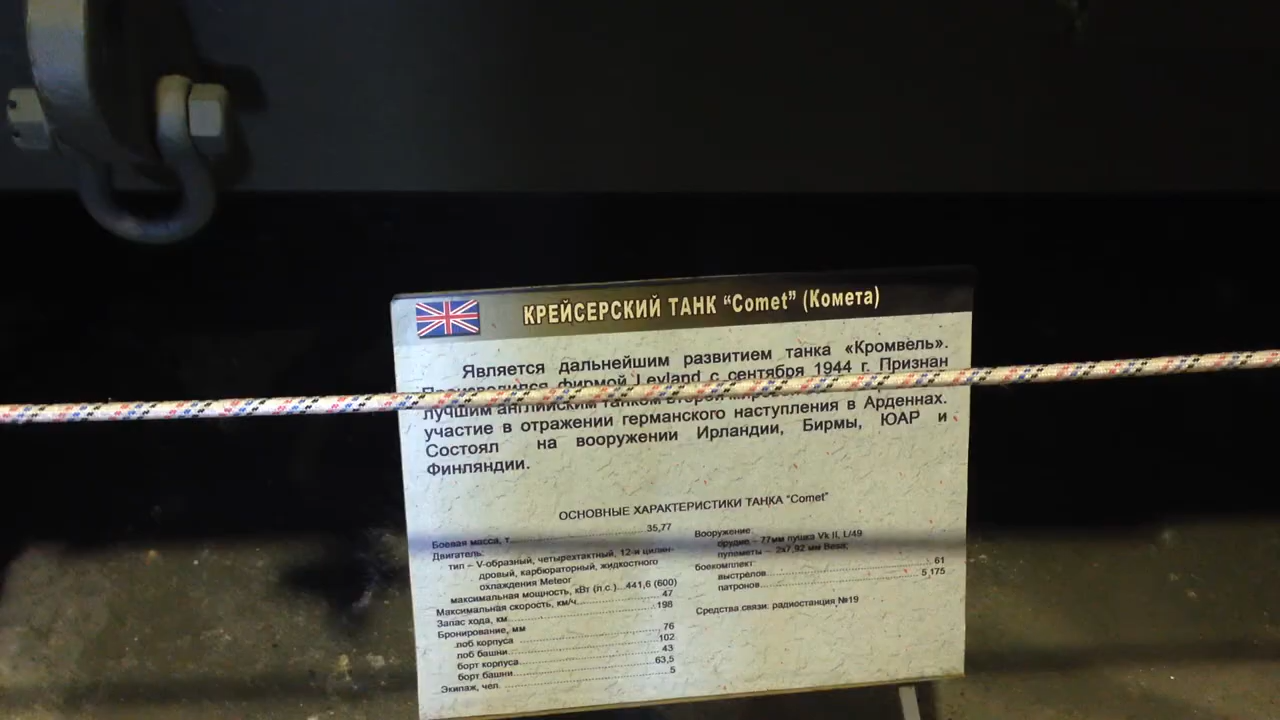 КРЕЙСЕРСКИЙ ТАНК “Comet” (Комета)
Является дальнейшим развитием танка «Кромвель».
Производился фирмой Leyland с сентября 1944 г. Признан
лучшим английским танком
участие в отражении германского наступления в Арденнах.
Состоял на вооружении Ирландии, Бирмы, ЮАР и
Финляндии.
ОСНОВНЫЕ ХАРАКТЕРИСТИКИ ТАНКА “Comet”
Боевая масса, т 35,77
Двигатель:
тип – V-образный, четырехтактный, 12-и цилин-
дровый, карбюраторный, жидкостного
охлаждения Meteor
максимальная мощность, кВт (л.с.) 441,6 (600)
Максимальная скорость, км/ч 47
Запас хода, км 198
Бронирование, мм
лоб корпуса 76
лоб башни 102
борт корпуса 43
борт башни 63,5
Экипаж, чел. 5
Вооружение:
орудие – 77мм пушка Vk II, L/49
пулеметы – 2х7,92 мм Besa;
боекомплект:
выстрелов 61
патронов 5 175
Средства связи: радиостанция №19